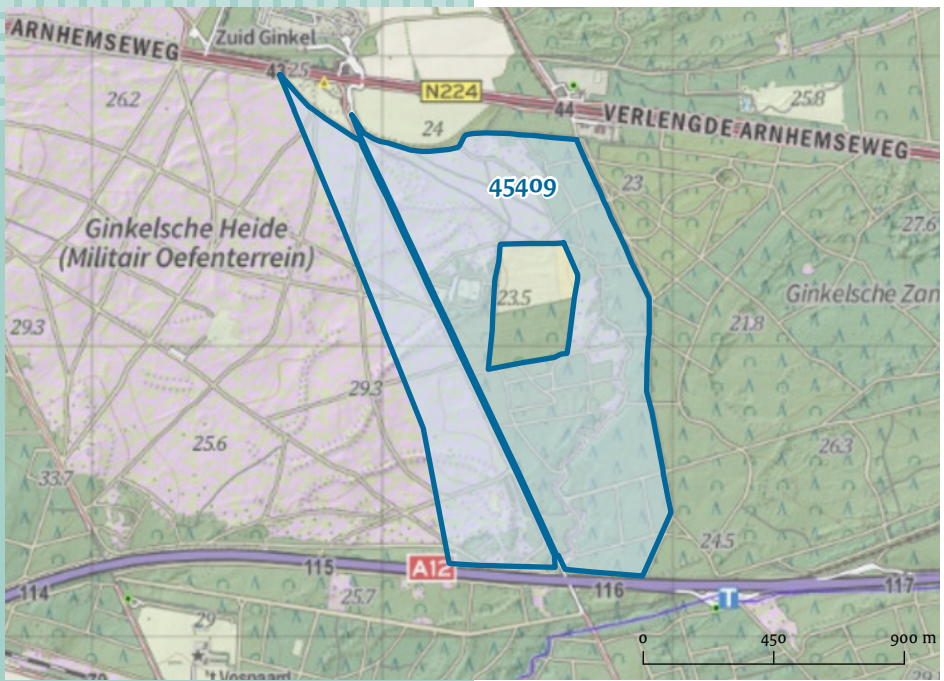 ARNHEMSEWEG
Zuid Ginkel
43
25
26.2
N224
24
44
VERLENGDE ARNHEMSEWEG
25.8
45409
23
27.6
Ginkelsche Heide
(Militair Oefenterrein)
23.5
Ginkelsche Zan
29.3
21.8
29.3
25.6
26.3
33.7
24.5
A12
115
114
25.7
116
117
T
29
0 450 900 m
't Vospaard